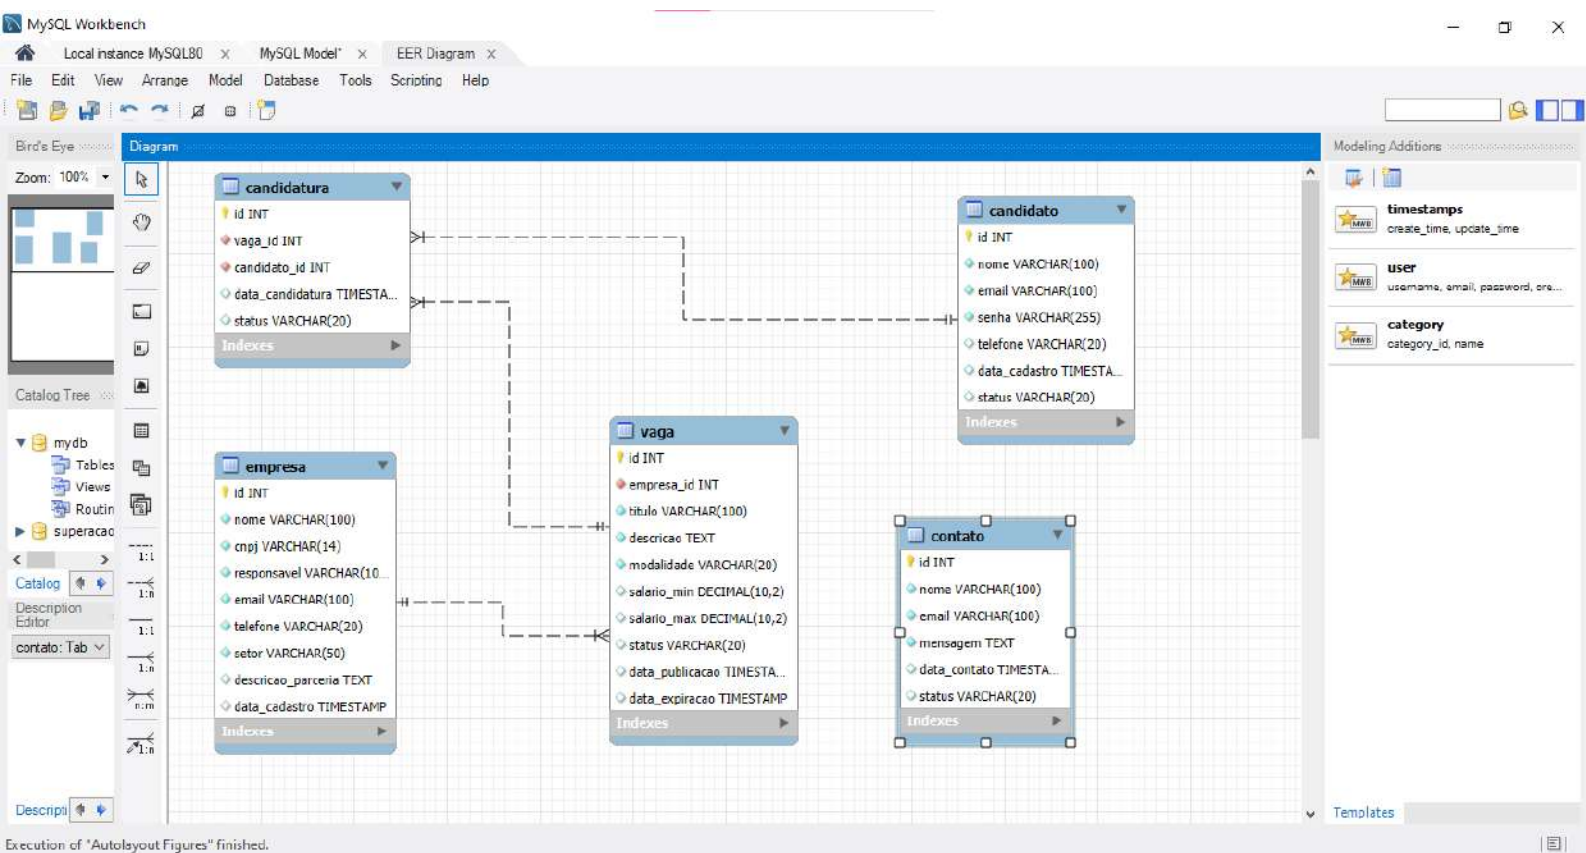 MySQL Workbench
Local instance MySQL80 x MySQL Model* x EER Diagram x
File Edit View Arrange Model Database Tools Scripting Help
Bird's Eye
Zoom: 100%
Catalog Tree
mydb
Tables
Views
Routin
superacao
Catalog
Description
Editor
contato: Tab
Descripti
Diagram
1:1
1:n
1:1
1:n
n:m
1:n
candidatura
id INT
vaga_id INT
candidato_id INT
data_candidatura TIMESTA...
status VARCHAR(20)
Indexes
empresa
id INT
nome VARCHAR(100)
cnpj VARCHAR(14)
responsavel VARCHAR(10...
email VARCHAR(100)
telefone VARCHAR(20)
setor VARCHAR(50)
descricao_parceria TEXT
data_cadastro TIMESTAMP
Indexes
vaga
id INT
empresa_id INT
titulo VARCHAR(100)
descricao TEXT
modalidade VARCHAR(20)
salario_min DECIMAL(10,2)
salario_max DECIMAL(10,2)
status VARCHAR(20)
data_publicacao TIMESTA...
data_expiracao TIMESTAMP
Indexes
candidato
id INT
nome VARCHAR(100)
email VARCHAR(100)
senha VARCHAR(255)
telefone VARCHAR(20)
data_cadastro TIMESTA...
status VARCHAR(20)
Indexes
contato
id INT
nome VARCHAR(100)
email VARCHAR(100)
mensagem TEXT
data_contato TIMESTA...
status VARCHAR(20)
Indexes
Modeling Additions
timestamps
create_time, update_time
user
username, email, password, cre...
category
category_id, name
MWB
MWB
MWB
Templates
Execution of "Autolayout Figures" finished.